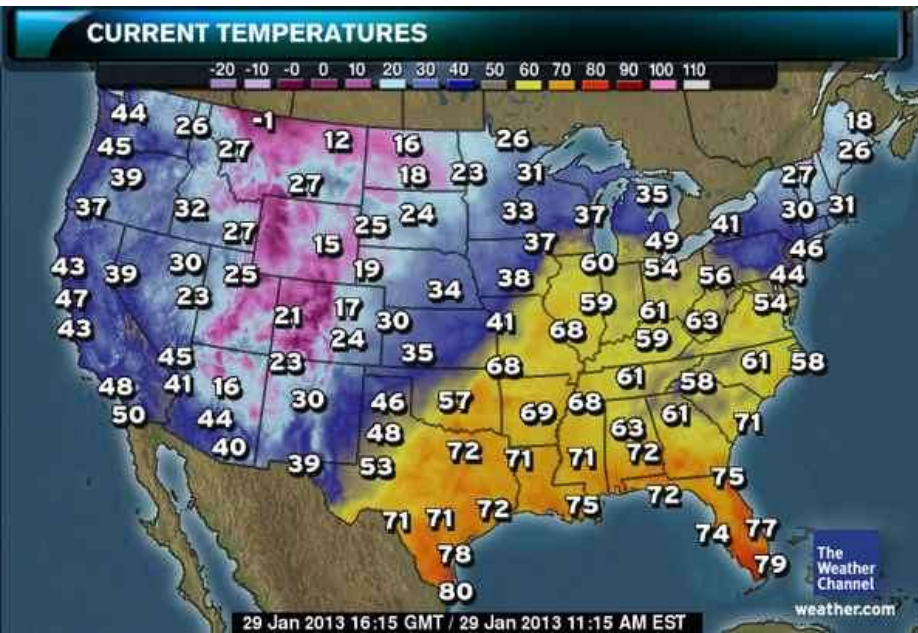 CURRENT TEMPERATURES
-20 -10 -0 0 10 20 30 40 50 60 70 80 90 100 110
44 26 -1 12 16 26 18
45 27 26
39 27 18 23 31 27
37 32 24 33 37 35 30 31
27 15 25 37 49 41 46
43 39 30 25 19 38 60 54 56 44
47 23 34 59 61 54
43 21 17 30 41 68 59 63
45 24 35
48 41 16 23 68 61 58 61 58
50 44 30 46 57 69 68 63 61 71
40 48 72 71 71 72
39 53 75
71 71 72 75 72 74 77
78 79
80
The
Weather
Channel
weather.com
29 Jan 2013 16:15 GMT / 29 Jan 2013 11:15 AM EST